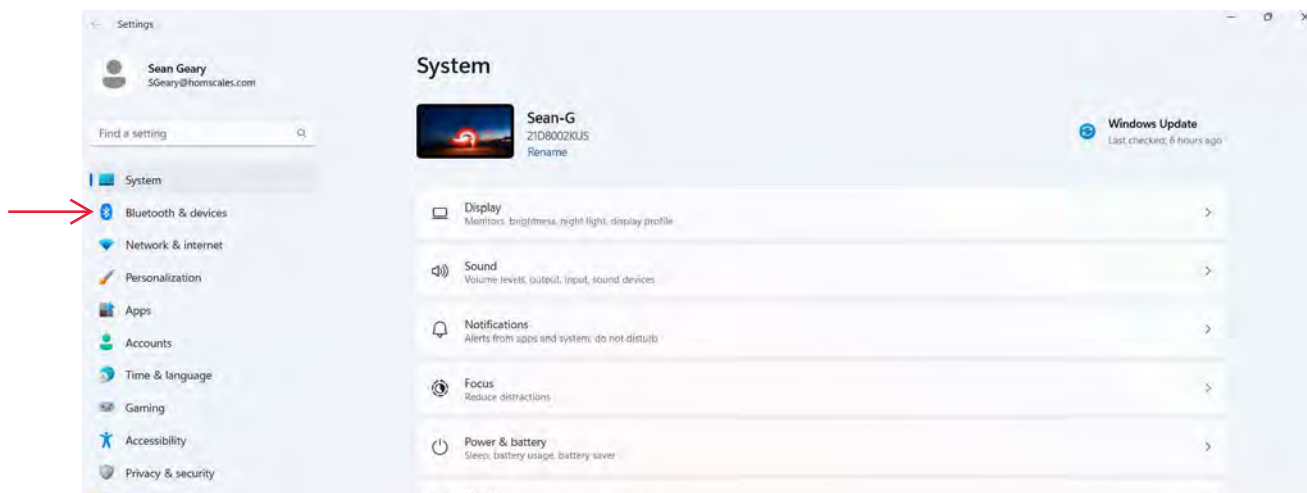 Settings
Sean Geary
SGeary@homscales.com
Find a setting
System
Bluetooth & devices
Network & internet
Personalization
Apps
Accounts
Time & language
Gaming
Accessibility
Privacy & security
System
Sean-G
21D8002KUS
Rename
Windows Update
Last checked: 6 hours ago
Display
Monitors, brightness, night light, display profile
Sound
Volume levels, output, input, sound devices
Notifications
Alerts from apps and system, do not disturb
Focus
Reduce distractions
Power & battery
Sleep, battery usage, battery saver